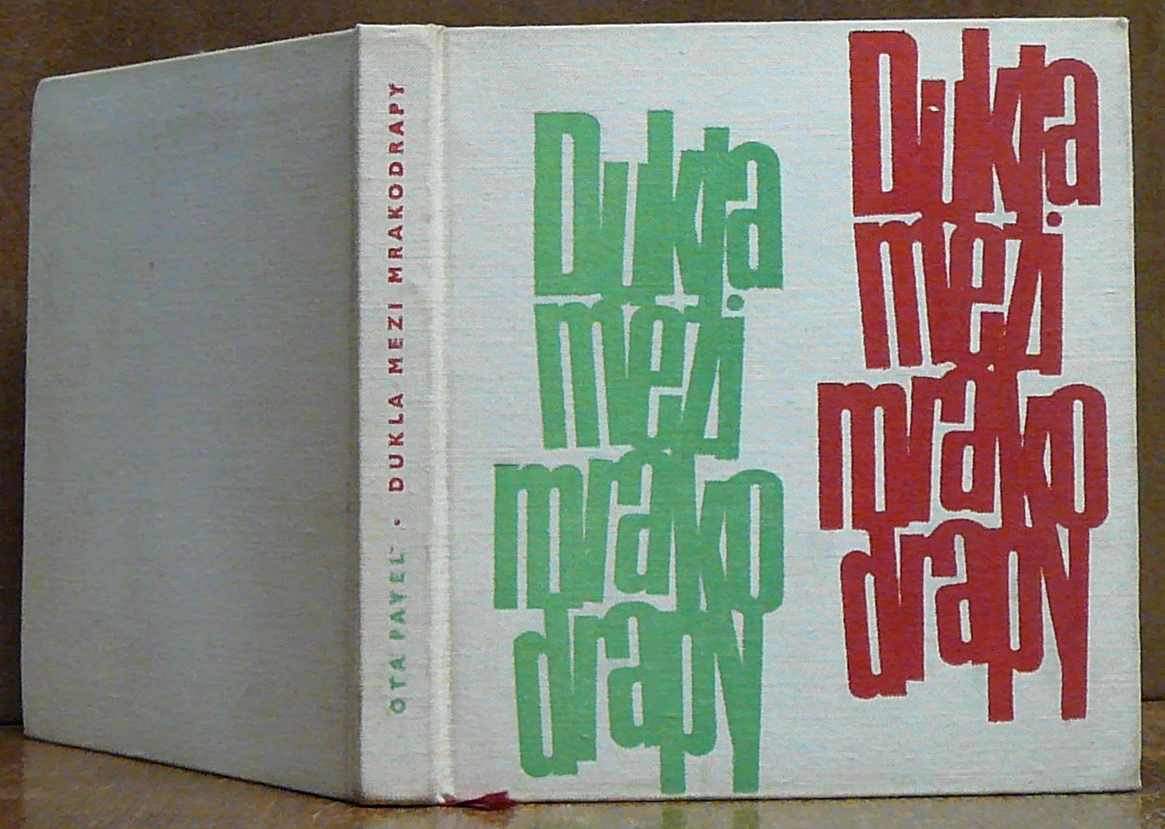 OTA PAVEL • DUKLA MEZI MRAKODRAPY
Dukla
mezi
mrako
drapy
Dukla
mezi
mrako
drapy